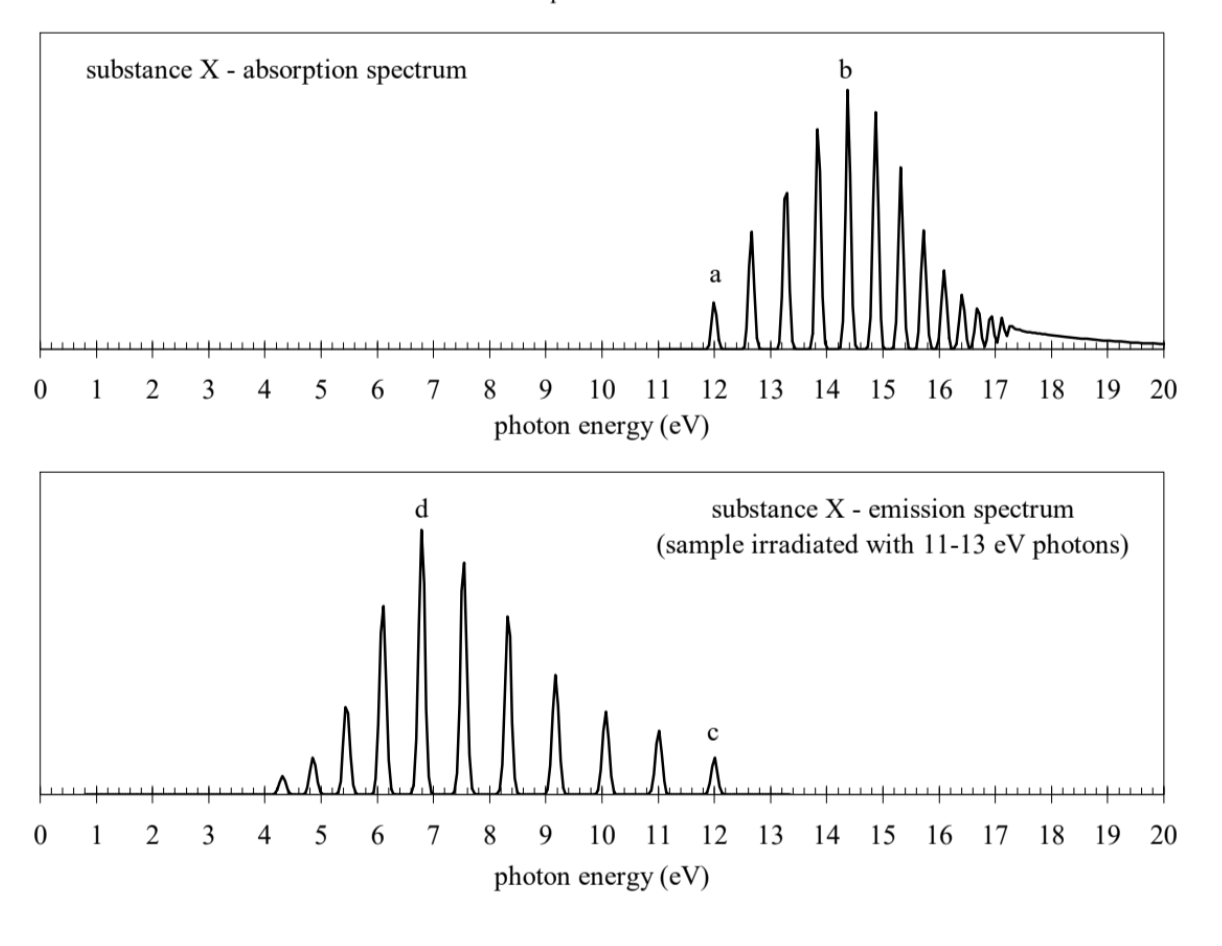 substance X - absorption spectrum
b
a
0 1 2 3 4 5 6 7 8 9 10 11 12 13 14 15 16 17 18 19 20
photon energy (eV)
d
substance X - emission spectrum
(sample irradiated with 11-13 eV photons)
c
0 1 2 3 4 5 6 7 8 9 10 11 12 13 14 15 16 17 18 19 20
photon energy (eV)